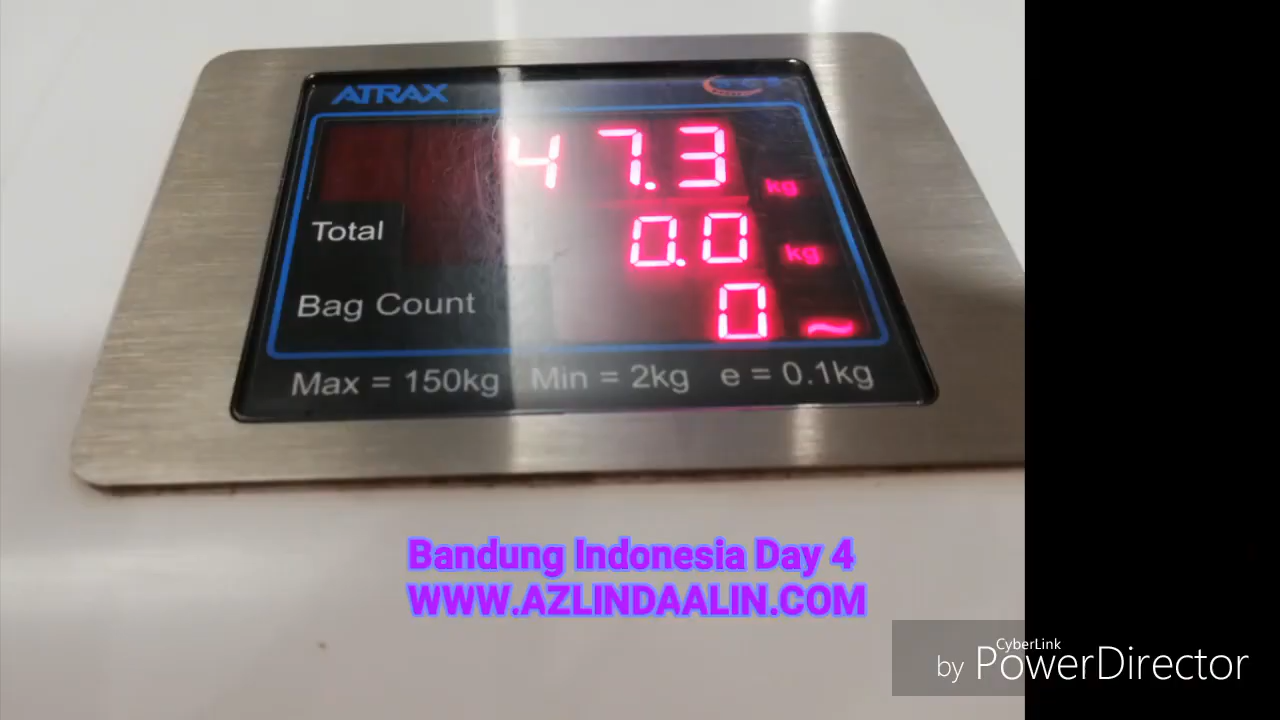 ATRAX
47.3 kg
Total 0.0 kg
Bag Count 0
Max = 150kg Min = 2kg e = 0.1kg
Bandung Indonesia Day 4
WWW.AZLINDAALIN.COM
CyberLink
by PowerDirector